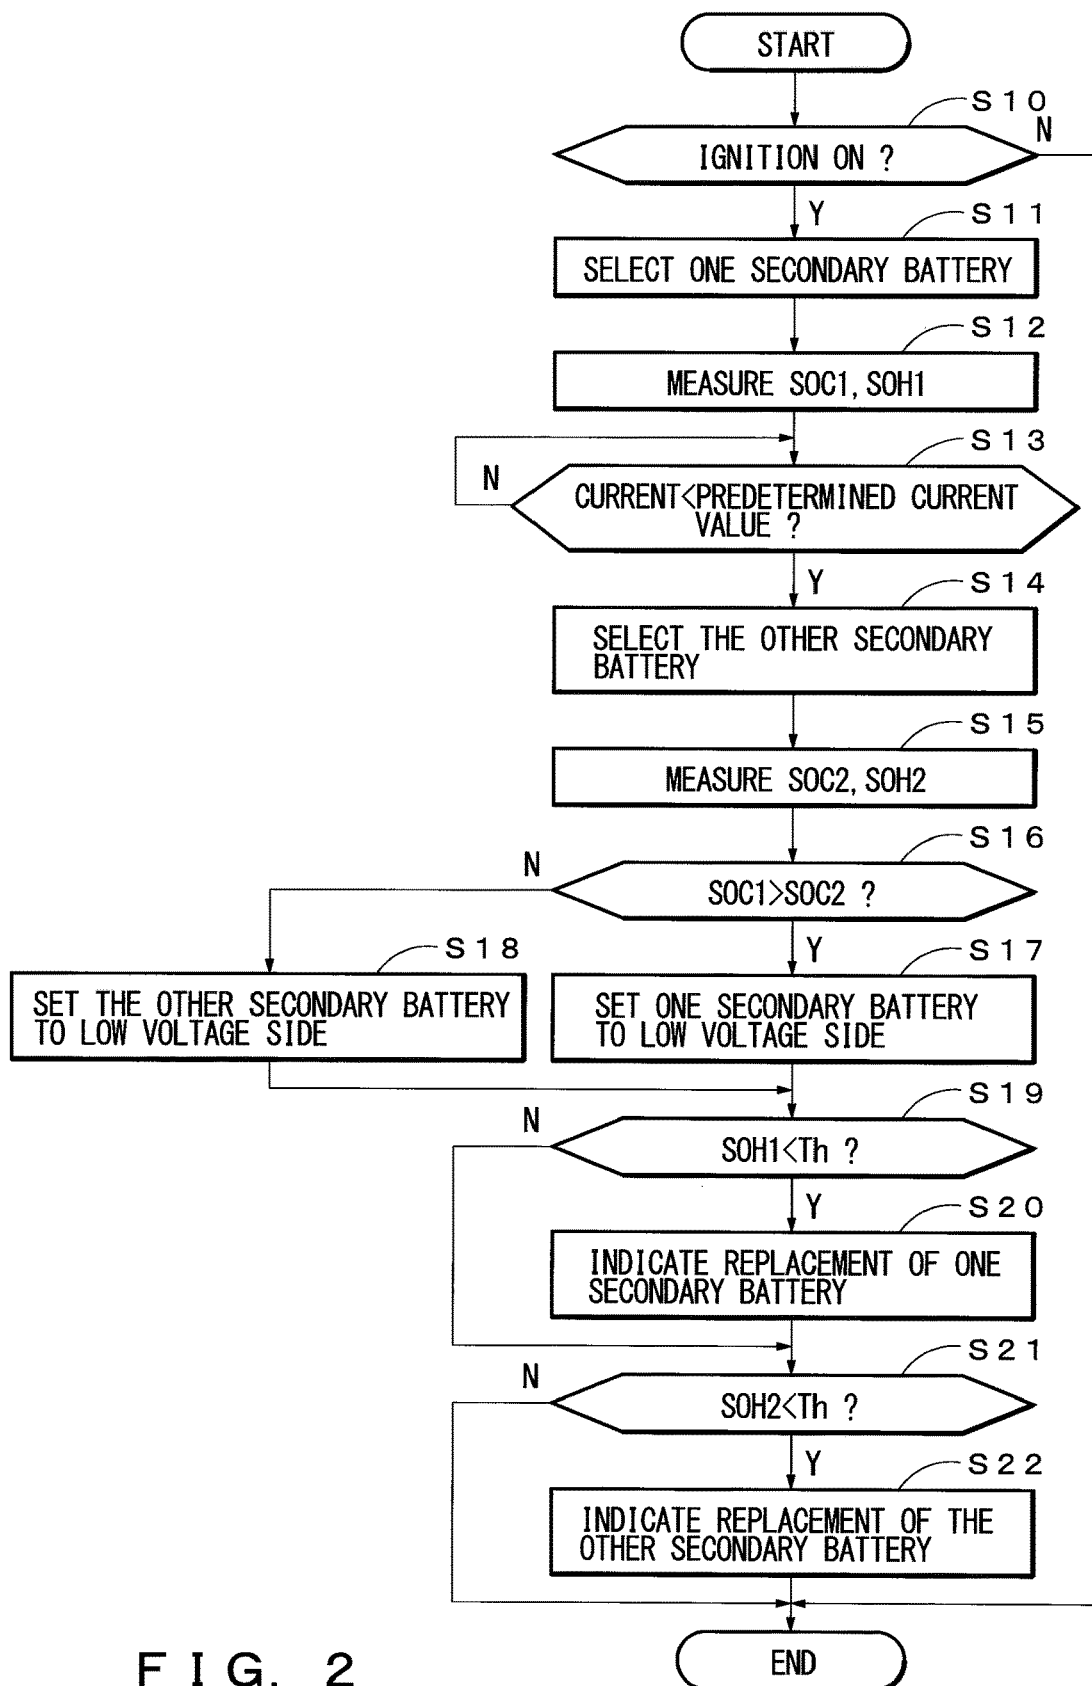 START
S10
IGNITION ON ?
N
Y
S11
SELECT ONE SECONDARY BATTERY
S12
MEASURE SOC1, SOH1
S13
N
CURRENT<PREDETERMINED CURRENT
VALUE ?
Y
S14
SELECT THE OTHER SECONDARY
BATTERY
S15
MEASURE SOC2, SOH2
S16
N
SOC1>SOC2 ?
Y
S18
SET THE OTHER SECONDARY BATTERY
TO LOW VOLTAGE SIDE
S17
SET ONE SECONDARY BATTERY
TO LOW VOLTAGE SIDE
S19
N
SOH1<Th ?
Y
S20
INDICATE REPLACEMENT OF ONE
SECONDARY BATTERY
S21
N
SOH2<Th ?
Y
S22
INDICATE REPLACEMENT OF THE
OTHER SECONDARY BATTERY
END
FIG. 2